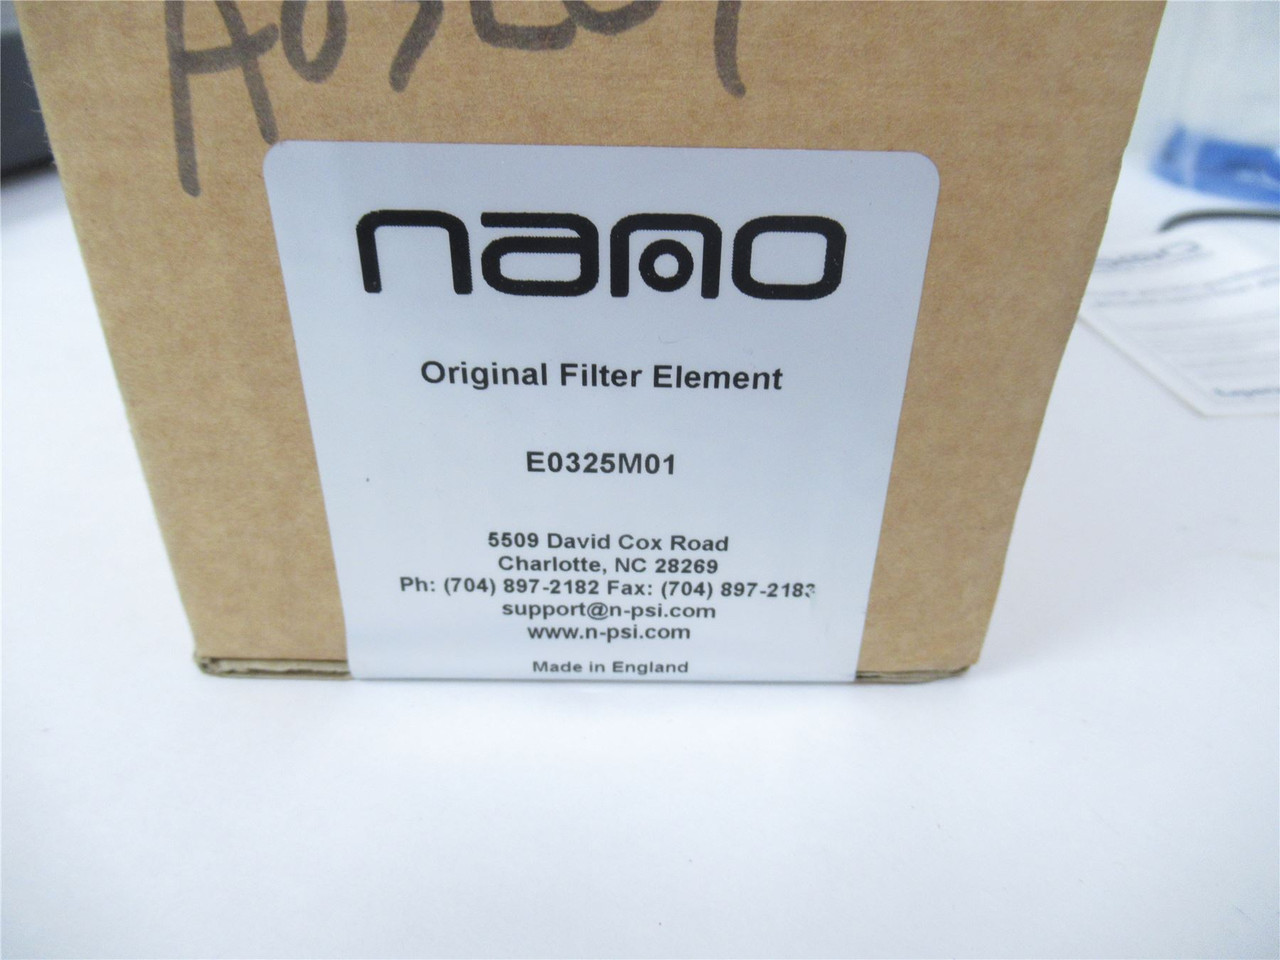 nano
Original Filter Element
E0325M01
5509 David Cox Road
Charlotte, NC 28269
Ph: (704) 897-2182 Fax: (704) 897-2183
support@n-psi.com
www.n-psi.com
Made in England